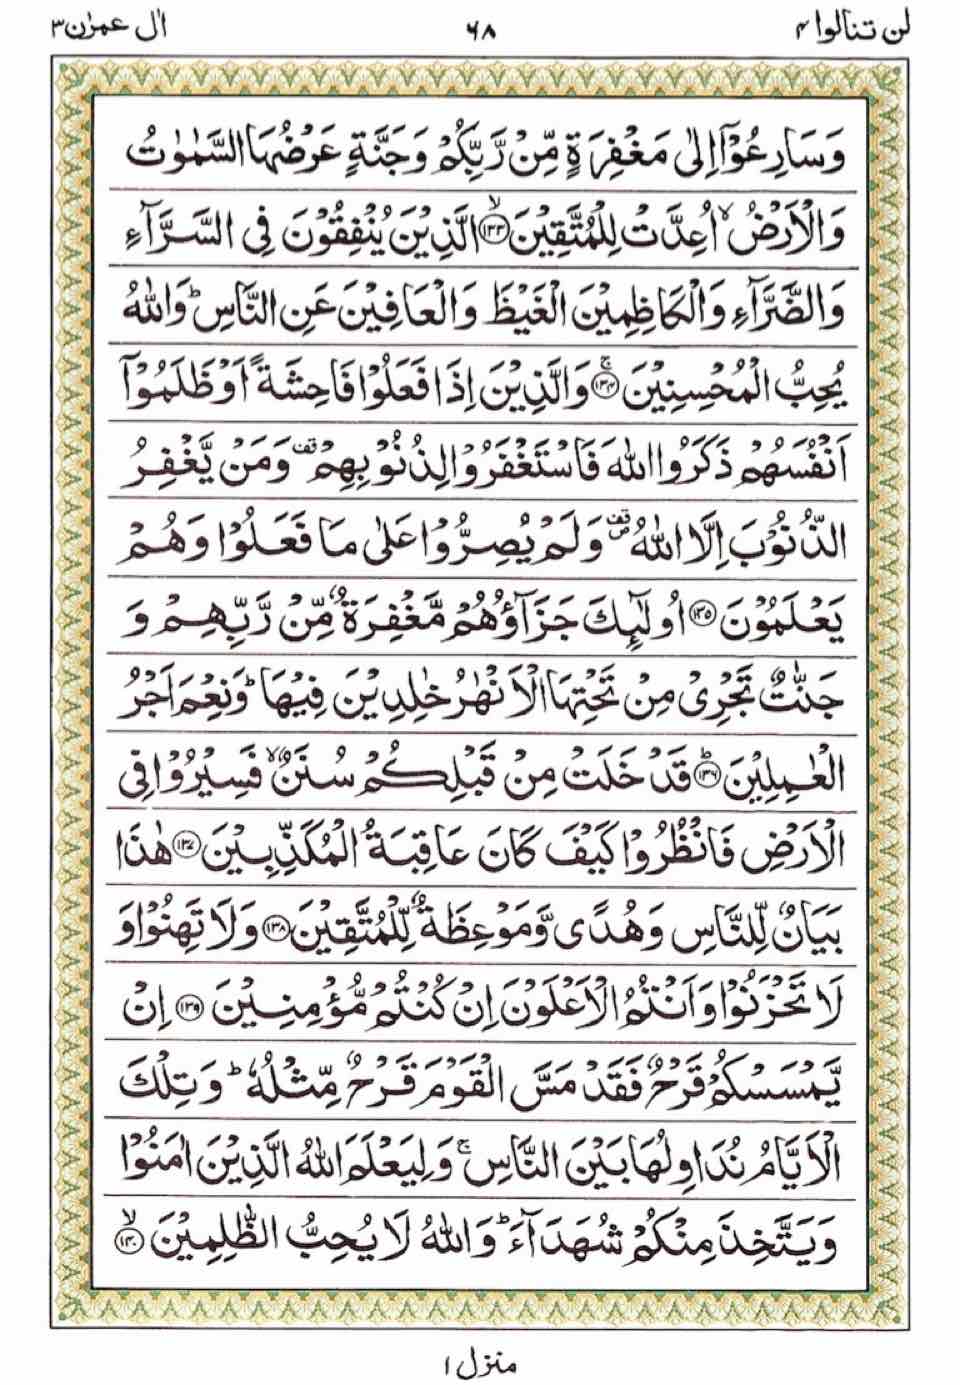 لن تنالوا ۴ ۶۸ اٰل عمرٰن ۳
وَسَارِعُوْۤا اِلٰى مَغْفِرَةٍ مِّنْ رَّبِّكُمْ وَجَنَّةٍ عَرْضُهَا السَّمٰوٰتُ
وَالْاَرْضُ ۙ اُعِدَّتْ لِلْمُتَّقِيْنَ ۙ﴿۱۳۳﴾ الَّذِيْنَ يُنْفِقُوْنَ فِى السَّرَّآءِ
وَالضَّرَّآءِ وَالْكَاظِمِيْنَ الْغَيْظَ وَالْعَافِيْنَ عَنِ النَّاسِ ؕ وَاللّٰهُ
يُحِبُّ الْمُحْسِنِيْنَ ۚ﴿۱۳۴﴾ وَالَّذِيْنَ اِذَا فَعَلُوْا فَاحِشَةً اَوْ ظَلَمُوْۤا
اَنْفُسَهُمْ ذَكَرُوا اللّٰهَ فَاسْتَغْفَرُوْا لِذُنُوْبِهِمْ قف وَمَنْ يَّغْفِرُ
الذُّنُوْبَ اِلَّا اللّٰهُ ص قف وَلَمْ يُصِرُّوْا عَلٰى مَا فَعَلُوْا وَهُمْ
يَعْلَمُوْنَ ﴿۱۳۵﴾ اُولٰٓئِكَ جَزَآؤُهُمْ مَّغْفِرَةٌ مِّنْ رَّبِّهِمْ وَ
جَنّٰتٌ تَجْرِىْ مِنْ تَحْتِهَا الْاَنْهٰرُ خٰلِدِيْنَ فِيْهَا ؕ وَنِعْمَ اَجْرُ
الْعٰمِلِيْنَ ؕ﴿۱۳۶﴾ قَدْ خَلَتْ مِنْ قَبْلِكُمْ سُنَنٌ ۙ فَسِيْرُوْا فِى
الْاَرْضِ فَانْظُرُوْا كَيْفَ كَانَ عَاقِبَةُ الْمُكَذِّبِيْنَ ﴿۱۳۷﴾ هٰذَا
بَيَانٌ لِّلنَّاسِ وَهُدًى وَّمَوْعِظَةٌ لِّلْمُتَّقِيْنَ ﴿۱۳۸﴾ وَلَا تَهِنُوْا وَ
لَا تَحْزَنُوْا وَاَنْتُمُ الْاَعْلَوْنَ اِنْ كُنْتُمْ مُّؤْمِنِيْنَ ﴿۱۳۹﴾ اِنْ
يَّمْسَسْكُمْ قَرْحٌ فَقَدْ مَسَّ الْقَوْمَ قَرْحٌ مِّثْلُهٗ ؕ وَتِلْكَ
الْاَيَّامُ نُدَاوِلُهَا بَيْنَ النَّاسِ ۚ وَلِيَعْلَمَ اللّٰهُ الَّذِيْنَ اٰمَنُوْا
وَيَتَّخِذَ مِنْكُمْ شُهَدَآءَ ؕ وَاللّٰهُ لَا يُحِبُّ الظّٰلِمِيْنَ ۙ﴿۱۴۰﴾
منزل ۱